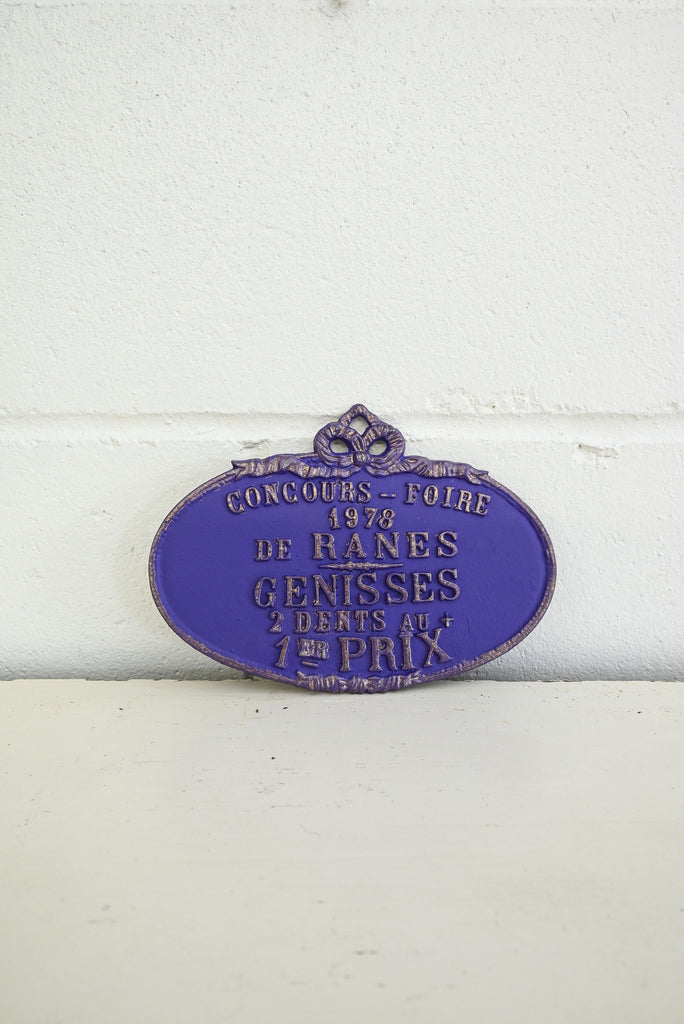 CONCOURS - FOIRE
1978
DE RANES
GENISSES
2 DENTS AU +
1ER PRIX